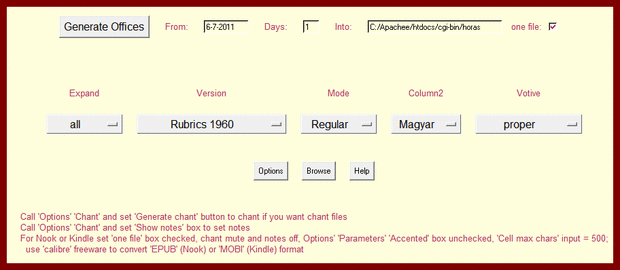 Generate Offices From: 6-7-2011 Days: 1 Into: C:/Apachee/htdocs/cgi-bin/horas one file:
Expand Version Mode Column2 Votive
all Rubrics 1960 Regular Magyar proper
Options Browse Help
Call 'Options' 'Chant' and set 'Generate chant' button to chant if you want chant files
Call 'Options' 'Chant' and set 'Show notes' box to set notes
For Nook or Kindle set 'one file' box checked, chant mute and notes off, Options' 'Parameters' 'Accented' box unchecked, 'Cell max chars' input = 500;
use 'calibre' freeware to convert 'EPUB' (Nook) or 'MOBI' (Kindle) format